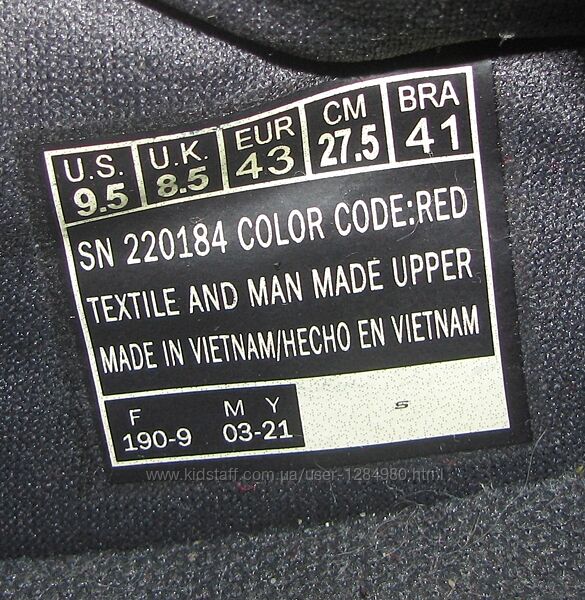 U.S. U.K. EUR CM BRA
9.5 8.5 43 27.5 41
SN 220184 COLOR CODE:RED
TEXTILE AND MAN MADE UPPER
MADE IN VIETNAM/HECHO EN VIETNAM
F M Y S
190-9 03-21
www.kidstaff.com.ua/user-1284980.html